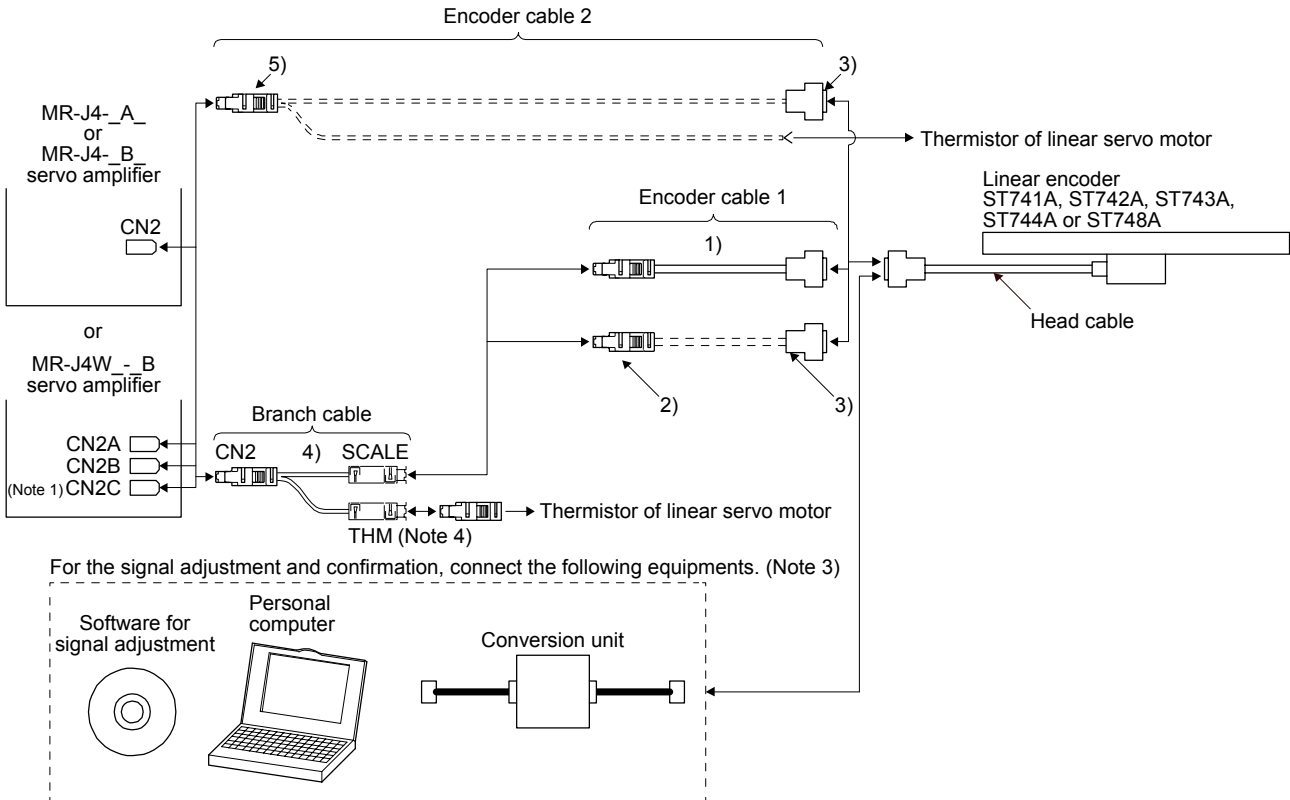 Encoder cable 2
5)
3)
MR-J4-_A_
or
MR-J4-_B_
servo amplifier
Thermistor of linear servo motor
Linear encoder
ST741A, ST742A, ST743A,
ST744A or ST748A
CN2
Encoder cable 1
1)
Head cable
or
MR-J4W_-_B
servo amplifier
2)
3)
Branch cable
CN2A
CN2B
(Note 1) CN2C
CN2
4)
SCALE
Thermistor of linear servo motor
THM (Note 4)
For the signal adjustment and confirmation, connect the following equipments. (Note 3)
Software for
signal adjustment
Personal
computer
Conversion unit